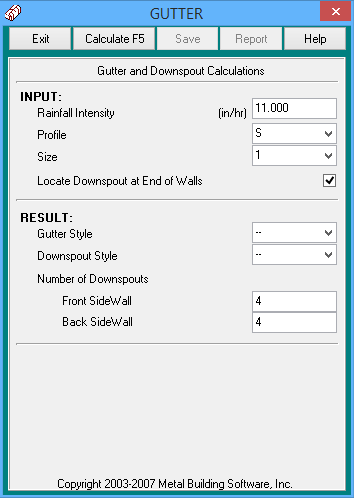 GUTTER
Exit Calculate F5 Save Report Help
Gutter and Downspout Calculations
INPUT:
Rainfall Intensity (in/hr) 11.000
Profile S
Size 1
Locate Downspout at End of Walls
RESULT:
Gutter Style --
Downspout Style --
Number of Downspouts
Front SideWall 4
Back SideWall 4
Copyright 2003-2007 Metal Building Software, Inc.